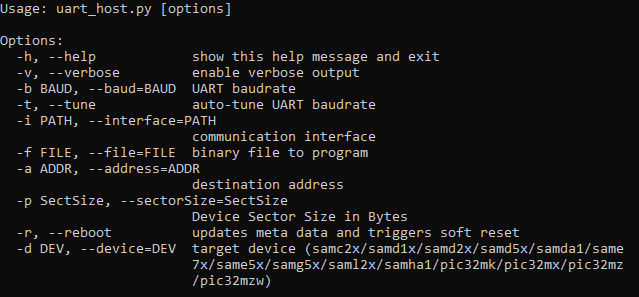 Usage: uart_host.py [options]
Options:
-h, --help show this help message and exit
-v, --verbose enable verbose output
-b BAUD, --baud=BAUD UART baudrate
-t, --tune auto-tune UART baudrate
-i PATH, --interface=PATH
communication interface
-f FILE, --file=FILE binary file to program
-a ADDR, --address=ADDR
destination address
-p SectSize, --sectorSize=SectSize
Device Sector Size in Bytes
-r, --reboot updates meta data and triggers soft reset
-d DEV, --device=DEV target device (samc2x/samd1x/samd2x/samd5x/samda1/same
7x/same5x/samg5x/saml2x/samha1/pic32mk/pic32mx/pic32mz
/pic32mzw)